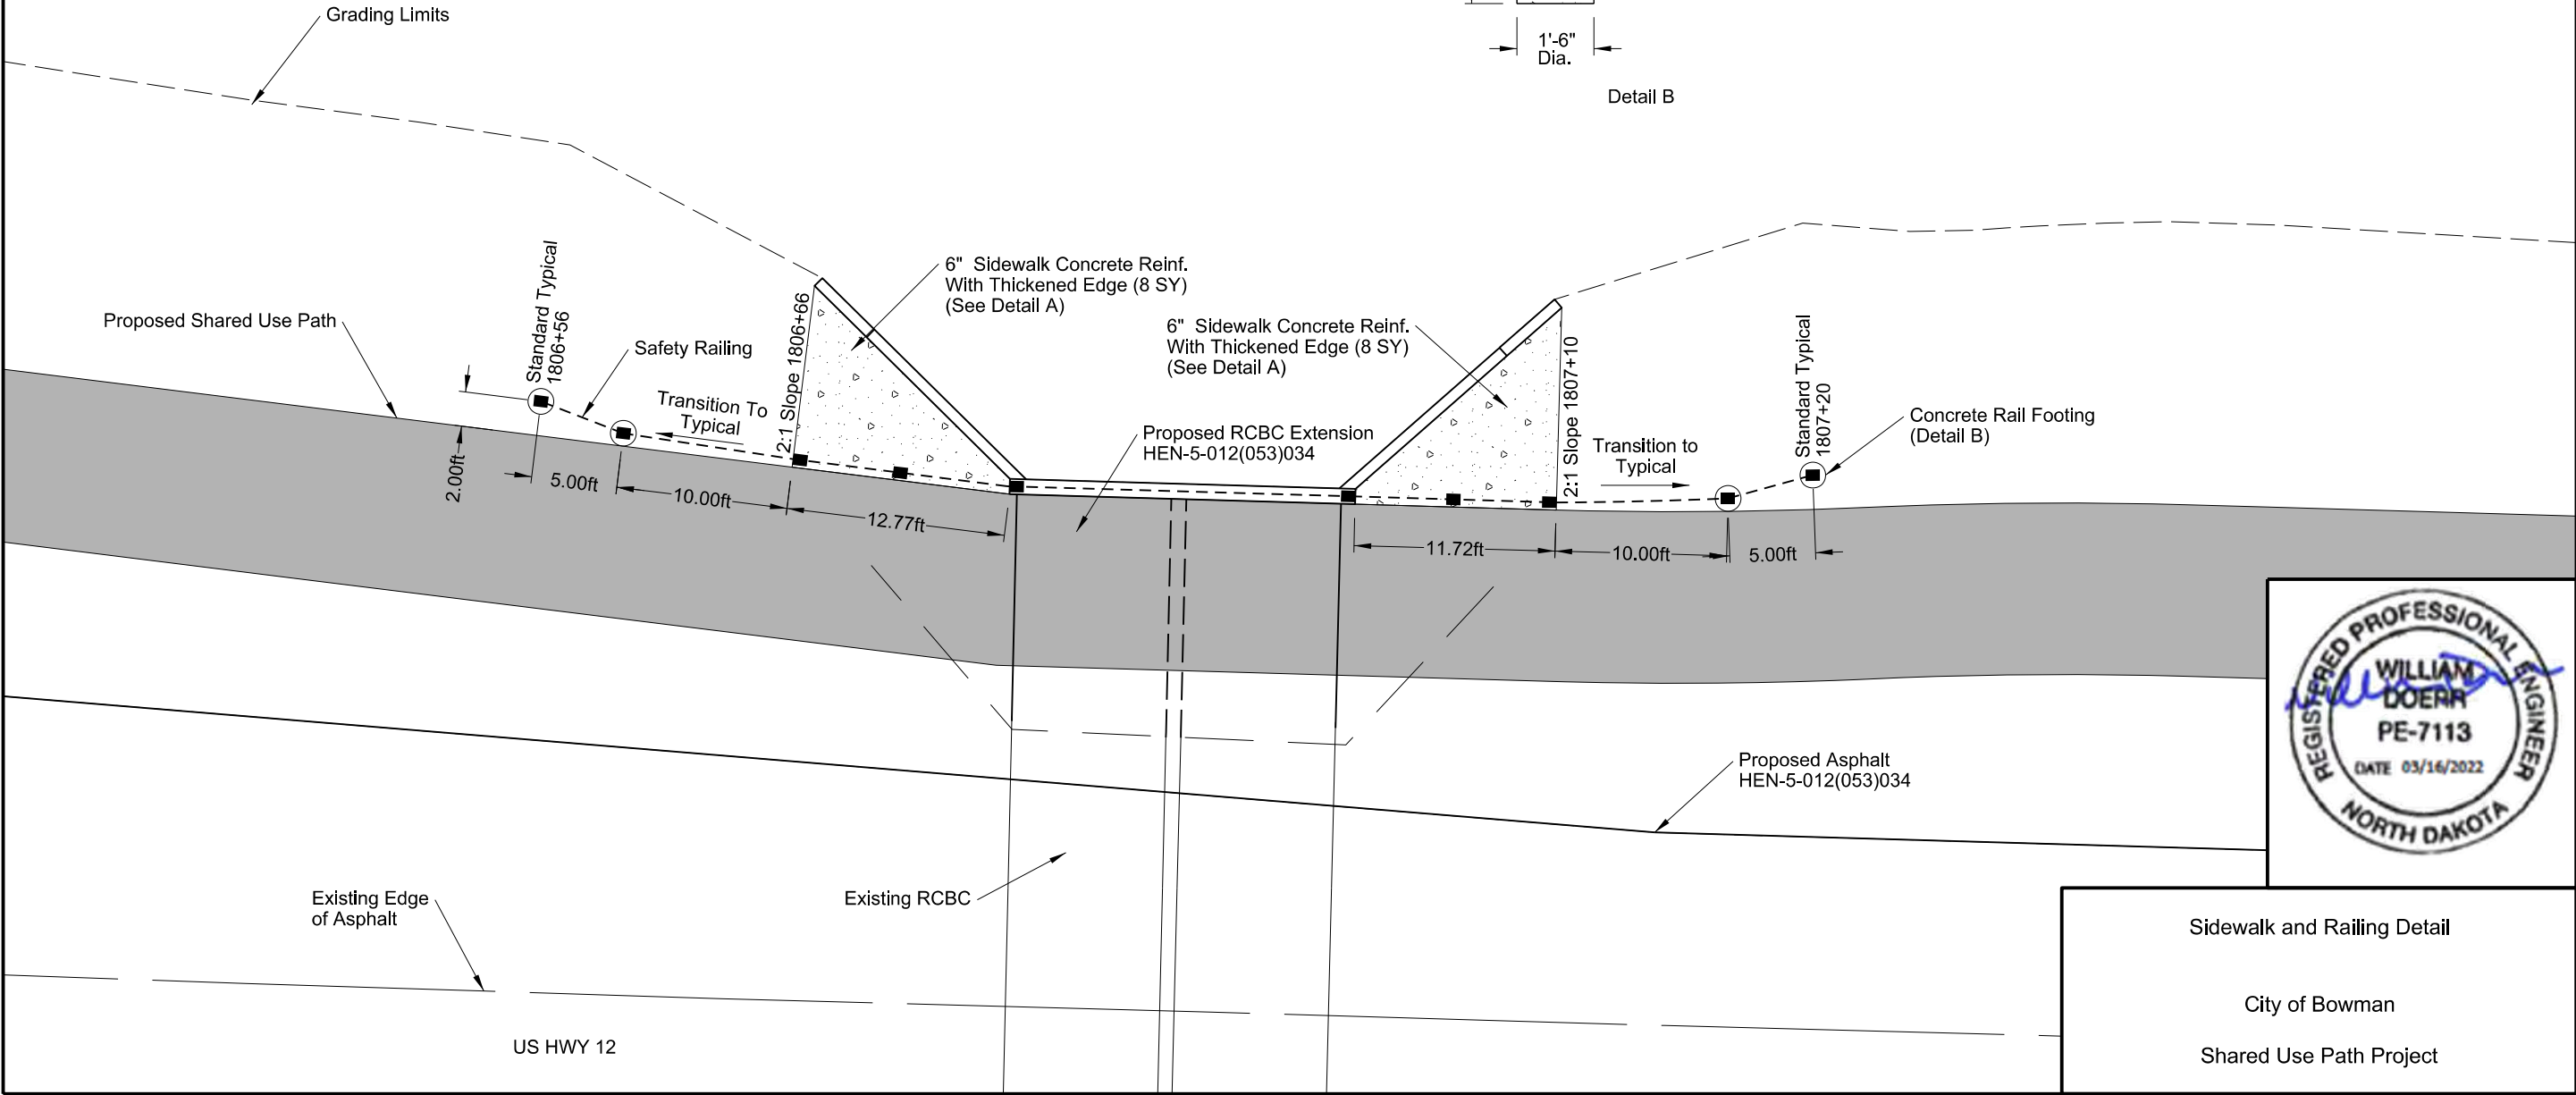 Grading Limits
1'-6"
Dia.
Detail B
Proposed Shared Use Path
Standard Typical
1806+56
Safety Railing
Transition To
Typical
2:1 Slope 1806+66
6" Sidewalk Concrete Reinf.
With Thickened Edge (8 SY)
(See Detail A)
6" Sidewalk Concrete Reinf.
With Thickened Edge (8 SY)
(See Detail A)
Proposed RCBC Extension
HEN-5-012(053)034
2:1 Slope 1807+10
Transition to
Typical
Standard Typical
1807+20
Concrete Rail Footing
(Detail B)
2.00ft
5.00ft
10.00ft
12.77ft
11.72ft
10.00ft
5.00ft
Proposed Asphalt
HEN-5-012(053)034
Existing Edge
of Asphalt
Existing RCBC
US HWY 12
REGISTERED PROFESSIONAL ENGINEER
WILLIAM
DOERR
PE-7113
DATE 03/16/2022
NORTH DAKOTA
Sidewalk and Railing Detail
City of Bowman
Shared Use Path Project